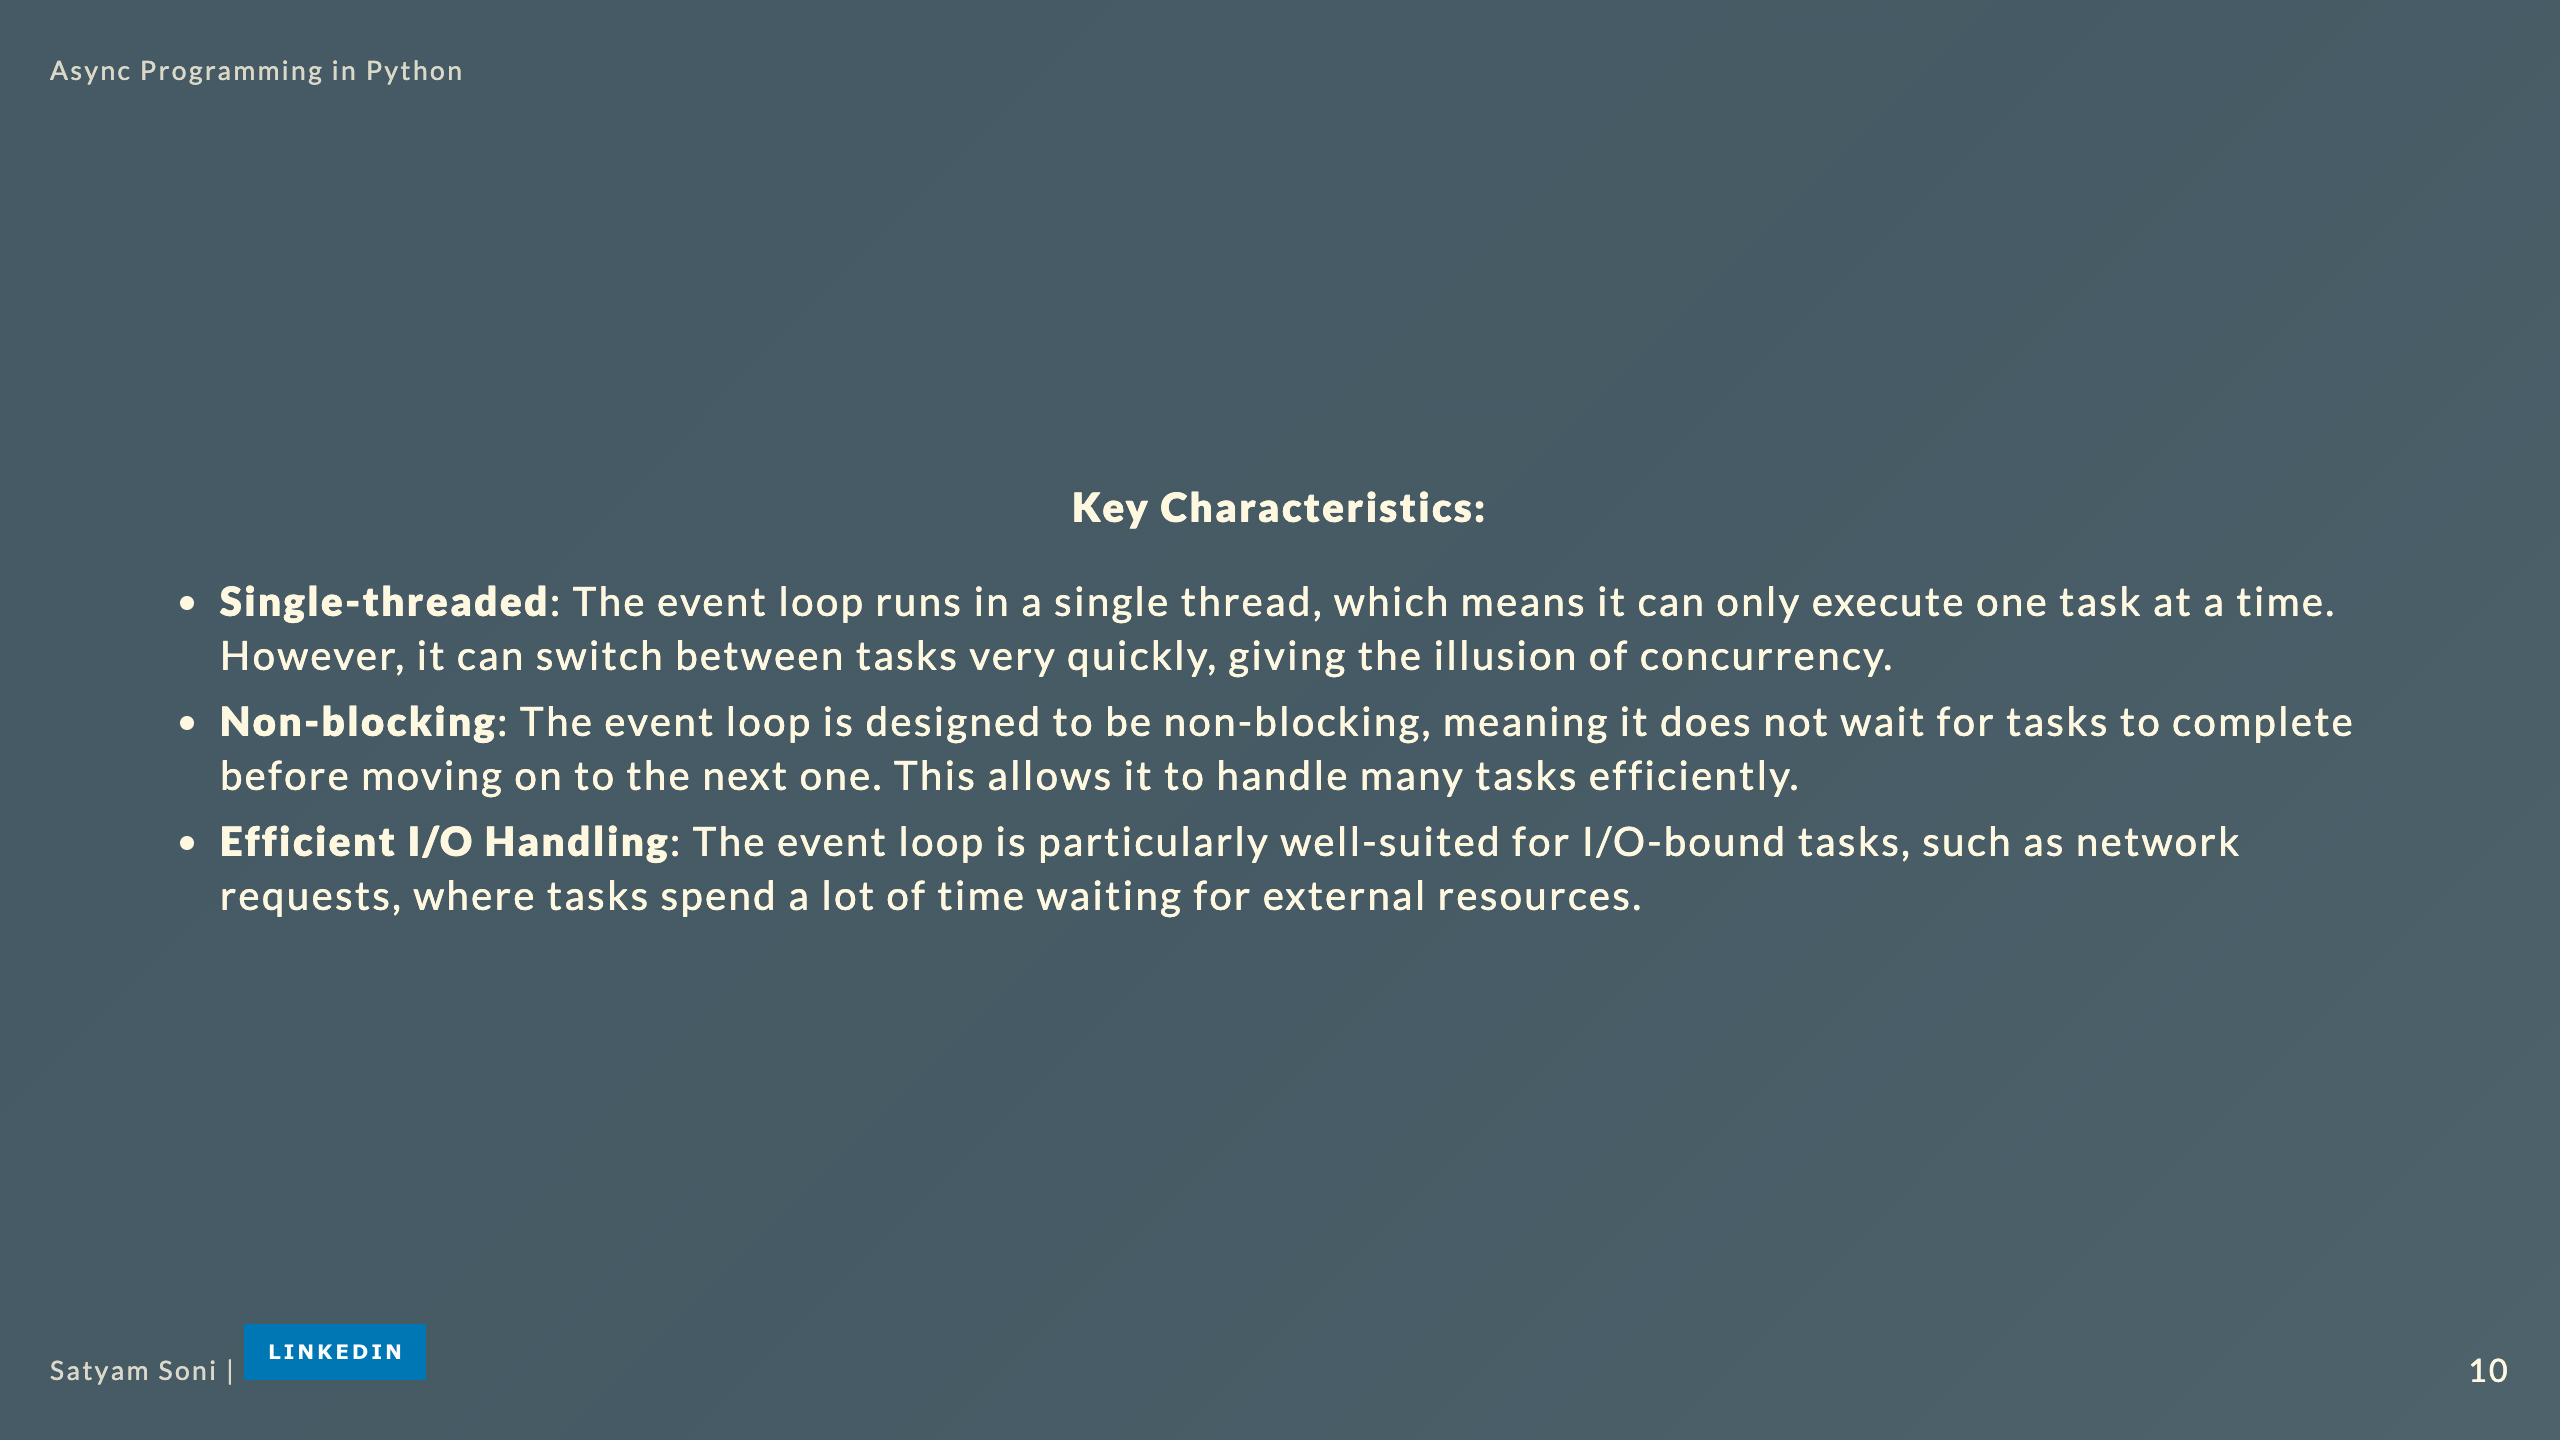 Async Programming in Python
Key Characteristics:
• Single-threaded: The event loop runs in a single thread, which means it can only execute one task at a time.
However, it can switch between tasks very quickly, giving the illusion of concurrency.
• Non-blocking: The event loop is designed to be non-blocking, meaning it does not wait for tasks to complete
before moving on to the next one. This allows it to handle many tasks efficiently.
• Efficient I/O Handling: The event loop is particularly well-suited for I/O-bound tasks, such as network
requests, where tasks spend a lot of time waiting for external resources.
Satyam Soni | LINKEDIN
10